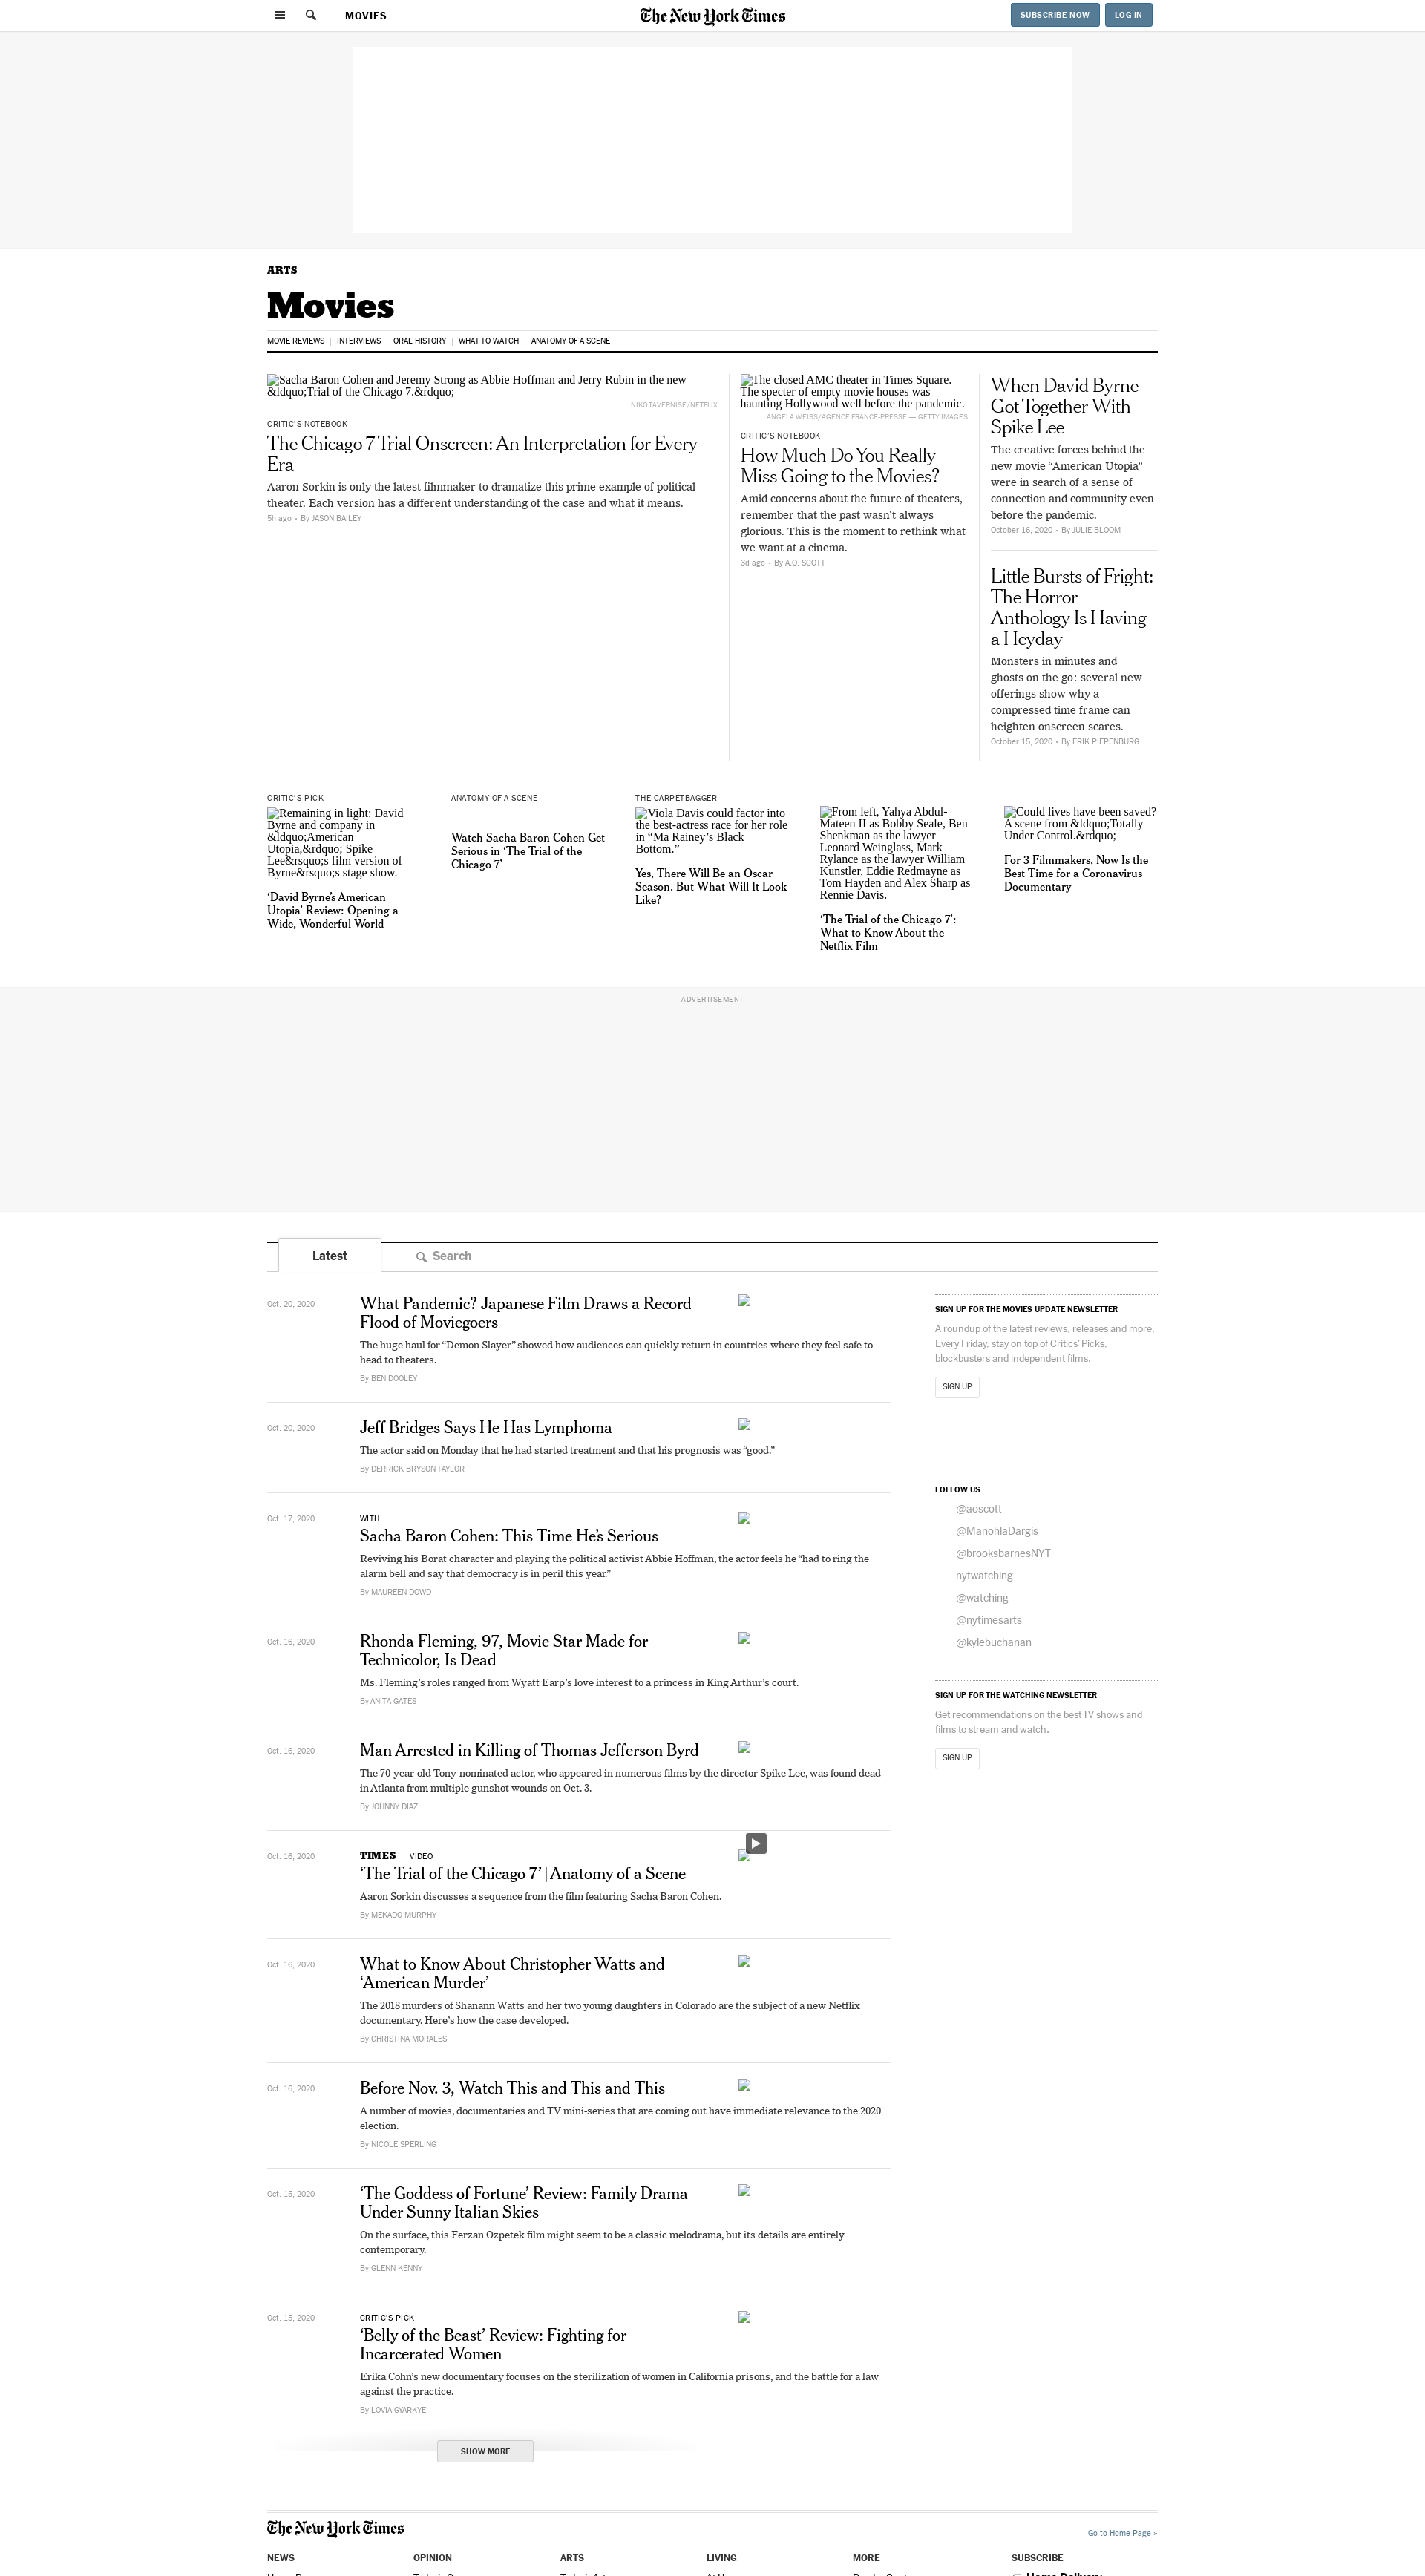 MOVIES
The New York Times
SUBSCRIBE NOW
LOG IN
ARTS
Movies
MOVIE REVIEWS
INTERVIEWS
ORAL HISTORY
WHAT TO WATCH
ANATOMY OF A SCENE
Sacha Baron Cohen and Jeremy Strong as Abbie Hoffman and Jerry Rubin in the new
&ldquo;Trial of the Chicago 7.&rdquo;
NIKO TAVERNISE/NETFLIX
CRITIC'S NOTEBOOK
The Chicago 7 Trial Onscreen: An Interpretation for Every
Era
Aaron Sorkin is only the latest filmmaker to dramatize this prime example of political
theater. Each version has a different understanding of the case and what it means.
5h ago • By JASON BAILEY
The closed AMC theater in Times Square.
The specter of empty movie houses was
haunting Hollywood well before the pandemic.
ANGELA WEISS/AGENCE FRANCE-PRESSE — GETTY IMAGES
CRITIC'S NOTEBOOK
How Much Do You Really
Miss Going to the Movies?
Amid concerns about the future of theaters,
remember that the past wasn't always
glorious. This is the moment to rethink what
we want at a cinema.
3d ago • By A.O. SCOTT
When David Byrne
Got Together With
Spike Lee
The creative forces behind the
new movie “American Utopia”
were in search of a sense of
connection and community even
before the pandemic.
October 16, 2020 • By JULIE BLOOM
Little Bursts of Fright:
The Horror
Anthology Is Having
a Heyday
Monsters in minutes and
ghosts on the go: several new
offerings show why a
compressed time frame can
heighten onscreen scares.
October 15, 2020 • By ERIK PIEPENBURG
CRITIC'S PICK
Remaining in light: David
Byrne and company in
&ldquo;American
Utopia,&rdquo; Spike
Lee&rsquo;s film version of
Byrne&rsquo;s stage show.
‘David Byrne’s American
Utopia’ Review: Opening a
Wide, Wonderful World
ANATOMY OF A SCENE
Watch Sacha Baron Cohen Get
Serious in ‘The Trial of the
Chicago 7’
THE CARPETBAGGER
Viola Davis could factor into
the best-actress race for her role
in “Ma Rainey’s Black
Bottom.”
Yes, There Will Be an Oscar
Season. But What Will It Look
Like?
From left, Yahya Abdul-
Mateen II as Bobby Seale, Ben
Shenkman as the lawyer
Leonard Weinglass, Mark
Rylance as the lawyer William
Kunstler, Eddie Redmayne as
Tom Hayden and Alex Sharp as
Rennie Davis.
‘The Trial of the Chicago 7’:
What to Know About the
Netflix Film
Could lives have been saved?
A scene from &ldquo;Totally
Under Control.&rdquo;
For 3 Filmmakers, Now Is the
Best Time for a Coronavirus
Documentary
ADVERTISEMENT
Latest
Search
Oct. 20, 2020
What Pandemic? Japanese Film Draws a Record
Flood of Moviegoers
The huge haul for “Demon Slayer” showed how audiences can quickly return in countries where they feel safe to
head to theaters.
By BEN DOOLEY
Oct. 20, 2020
Jeff Bridges Says He Has Lymphoma
The actor said on Monday that he had started treatment and that his prognosis was “good.”
By DERRICK BRYSON TAYLOR
Oct. 17, 2020
WITH ...
Sacha Baron Cohen: This Time He’s Serious
Reviving his Borat character and playing the political activist Abbie Hoffman, the actor feels he “had to ring the
alarm bell and say that democracy is in peril this year.”
By MAUREEN DOWD
Oct. 16, 2020
Rhonda Fleming, 97, Movie Star Made for
Technicolor, Is Dead
Ms. Fleming’s roles ranged from Wyatt Earp’s love interest to a princess in King Arthur’s court.
By ANITA GATES
Oct. 16, 2020
Man Arrested in Killing of Thomas Jefferson Byrd
The 70-year-old Tony-nominated actor, who appeared in numerous films by the director Spike Lee, was found dead
in Atlanta from multiple gunshot wounds on Oct. 3.
By JOHNNY DIAZ
Oct. 16, 2020
TIMES | VIDEO
‘The Trial of the Chicago 7’ | Anatomy of a Scene
Aaron Sorkin discusses a sequence from the film featuring Sacha Baron Cohen.
By MEKADO MURPHY
Oct. 16, 2020
What to Know About Christopher Watts and
‘American Murder’
The 2018 murders of Shanann Watts and her two young daughters in Colorado are the subject of a new Netflix
documentary. Here’s how the case developed.
By CHRISTINA MORALES
Oct. 16, 2020
Before Nov. 3, Watch This and This and This
A number of movies, documentaries and TV mini-series that are coming out have immediate relevance to the 2020
election.
By NICOLE SPERLING
Oct. 15, 2020
‘The Goddess of Fortune’ Review: Family Drama
Under Sunny Italian Skies
On the surface, this Ferzan Ozpetek film might seem to be a classic melodrama, but its details are entirely
contemporary.
By GLENN KENNY
Oct. 15, 2020
CRITIC'S PICK
‘Belly of the Beast’ Review: Fighting for
Incarcerated Women
Erika Cohn’s new documentary focuses on the sterilization of women in California prisons, and the battle for a law
against the practice.
By LOVIA GYARKYE
SHOW MORE
SIGN UP FOR THE MOVIES UPDATE NEWSLETTER
A roundup of the latest reviews, releases and more.
Every Friday, stay on top of Critics’ Picks,
blockbusters and independent films.
SIGN UP
FOLLOW US
@aoscott
@ManohlaDargis
@brooksbarnesNYT
nytwatching
@watching
@nytimesarts
@kylebuchanan
SIGN UP FOR THE WATCHING NEWSLETTER
Get recommendations on the best TV shows and
films to stream and watch.
SIGN UP
The New York Times
Go to Home Page »
NEWS
OPINION
ARTS
LIVING
MORE
SUBSCRIBE